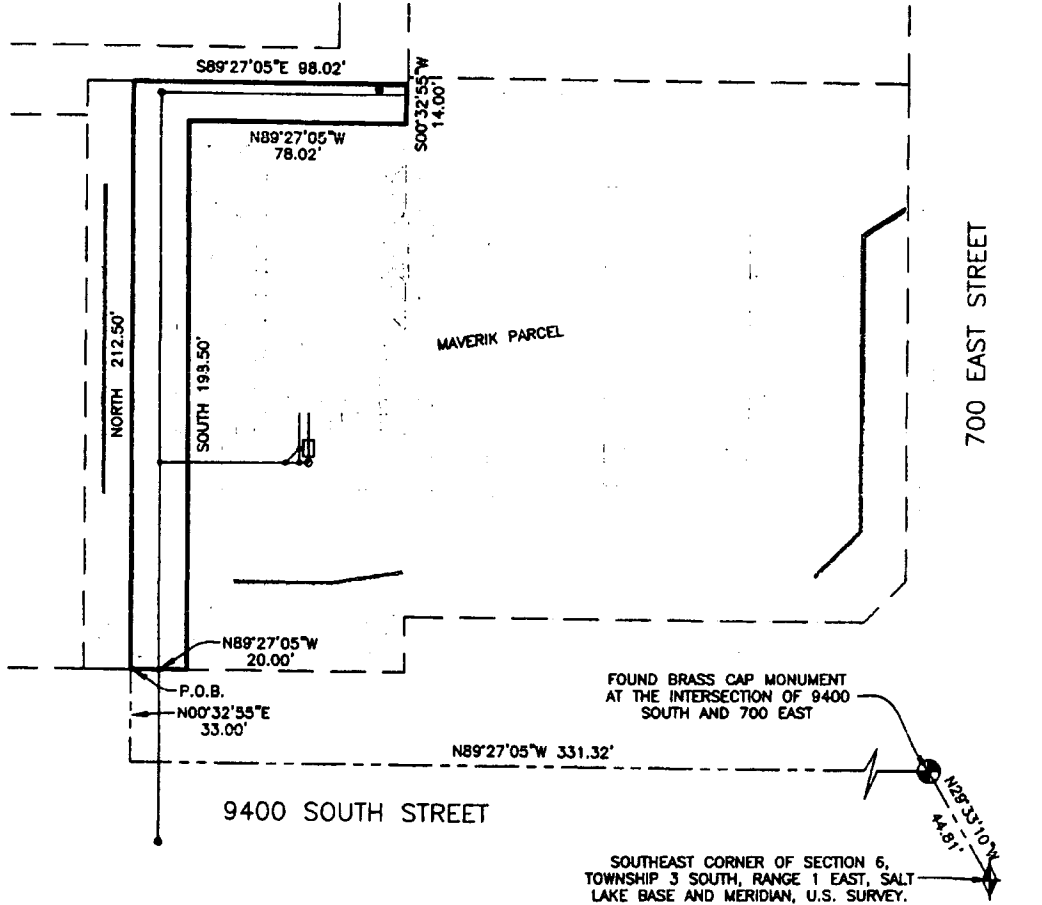 S89°27'05"E 98.02'
S00°32'55"W
14.00'
N89°27'05"W
78.02'
NORTH 212.50'
SOUTH 198.50'
MAVERIK PARCEL
700 EAST STREET
N89°27'05"W
20.00'
P.O.B.
N00°32'55"E
33.00'
FOUND BRASS CAP MONUMENT
AT THE INTERSECTION OF 9400
SOUTH AND 700 EAST
N89°27'05"W 331.32'
9400 SOUTH STREET
N29°33'10"W
44.81'
SOUTHEAST CORNER OF SECTION 6,
TOWNSHIP 3 SOUTH, RANGE 1 EAST, SALT
LAKE BASE AND MERIDIAN, U.S. SURVEY.